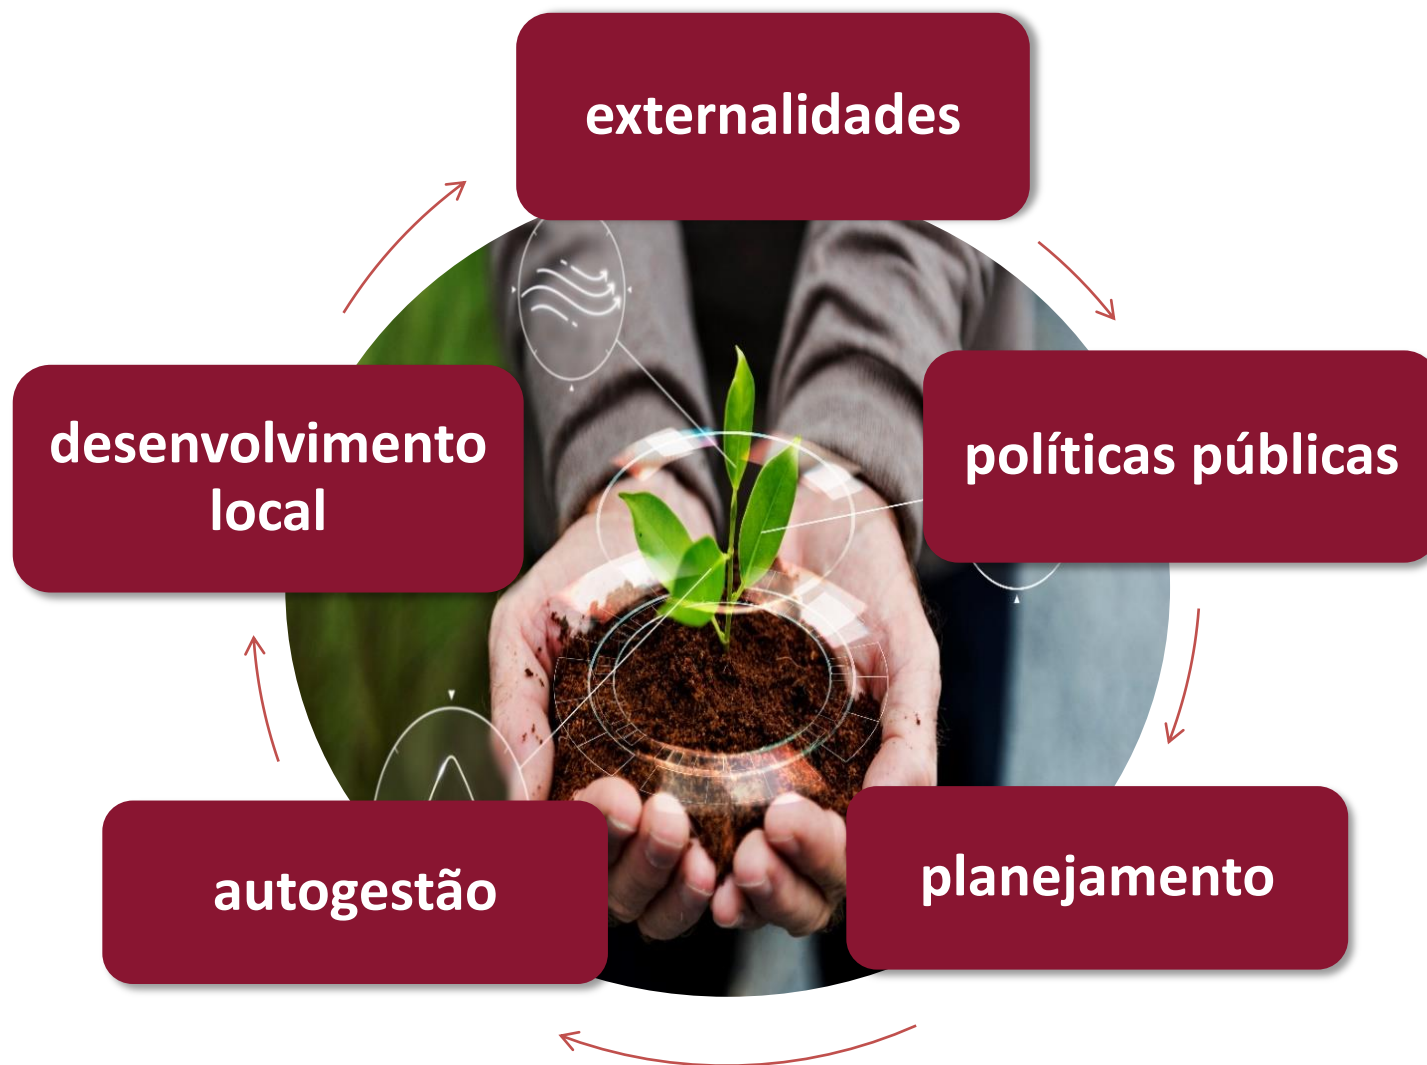 externalidades
políticas públicas
planejamento
autogestão
desenvolvimento
local